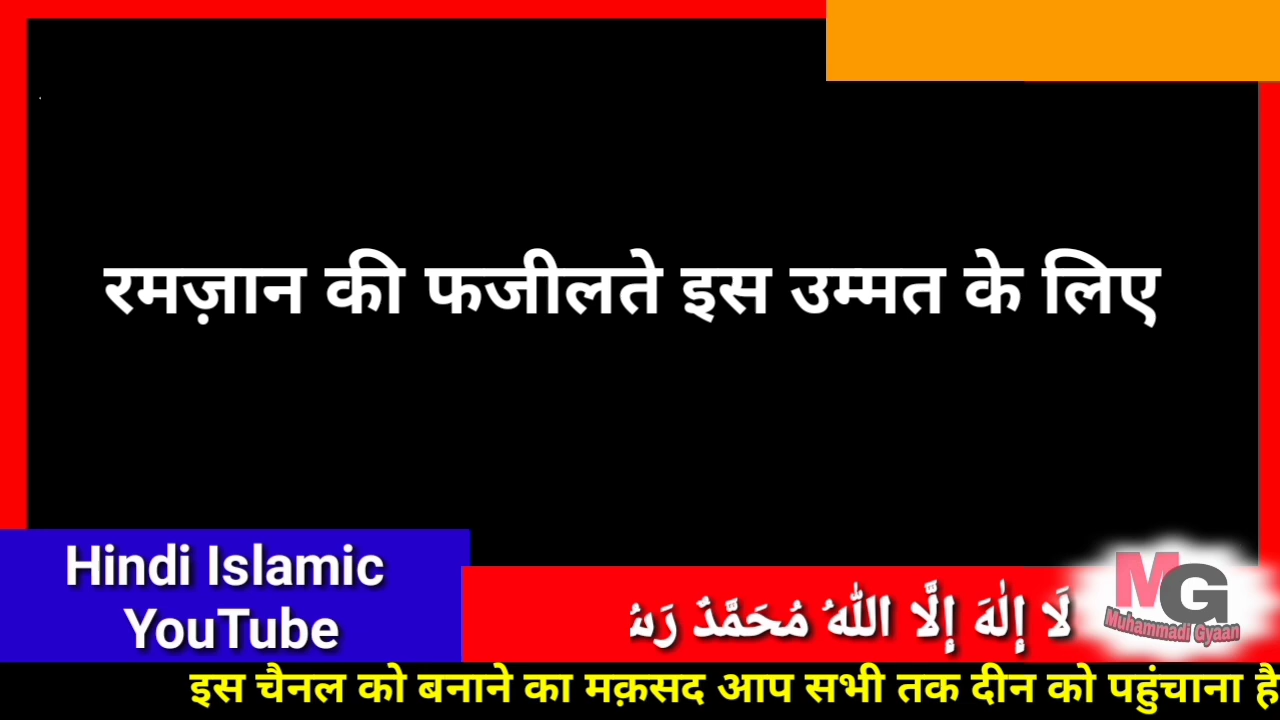 रमज़ान की फजीलते इस उम्मत के लिए
Hindi Islamic
YouTube
لَا إِلٰهَ إِلَّا اللّٰهُ مُحَمَّدٌ رَسُ
MG
Muhammadi Gyaan
इस चैनल को बनाने का मक़सद आप सभी तक दीन को पहुंचाना है